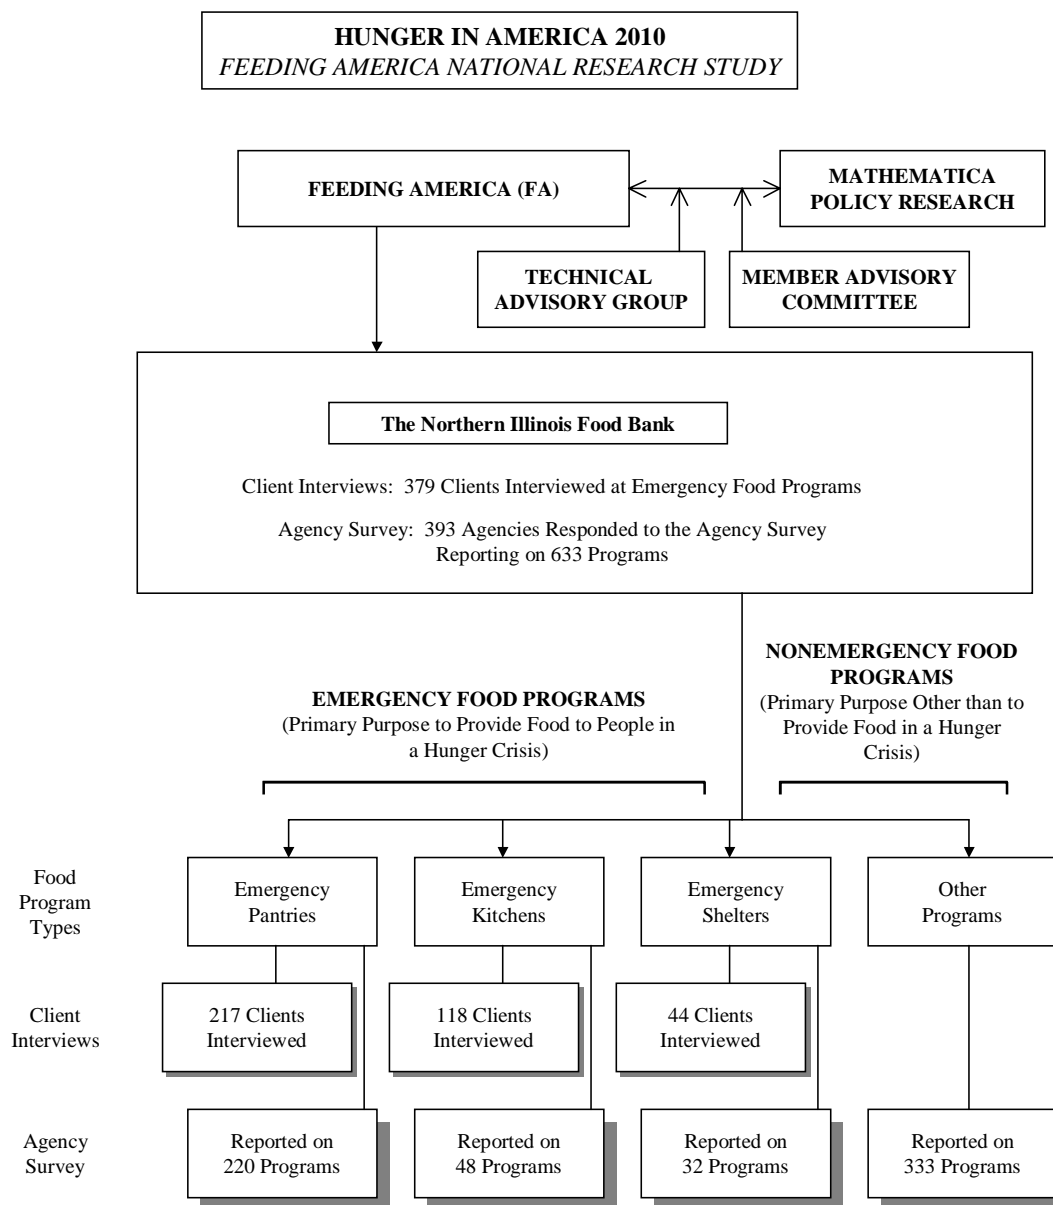 HUNGER IN AMERICA 2010
FEEDING AMERICA NATIONAL RESEARCH STUDY
FEEDING AMERICA (FA)
MATHEMATICA
POLICY RESEARCH
TECHNICAL
ADVISORY GROUP
MEMBER ADVISORY
COMMITTEE
The Northern Illinois Food Bank
Client Interviews:  379 Clients Interviewed at Emergency Food Programs
Agency Survey:  393 Agencies Responded to the Agency Survey
Reporting on 633 Programs
EMERGENCY FOOD PROGRAMS
(Primary Purpose to Provide Food to People in
a Hunger Crisis)
NONEMERGENCY FOOD
PROGRAMS
(Primary Purpose Other than to
Provide Food in a Hunger
Crisis)
Food
Program
Types
Emergency
Pantries
Emergency
Kitchens
Emergency
Shelters
Other
Programs
Client
Interviews
217 Clients
Interviewed
118 Clients
Interviewed
44 Clients
Interviewed
Agency
Survey
Reported on
220 Programs
Reported on
48 Programs
Reported on
32 Programs
Reported on
333 Programs